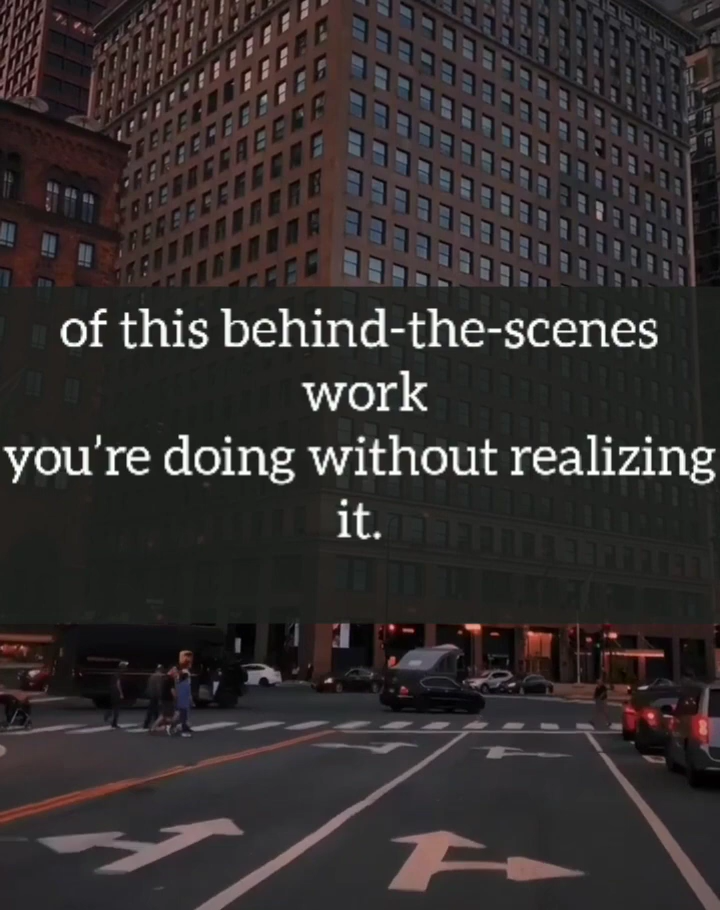 of this behind-the-scenes
work
you’re doing without realizing
it.